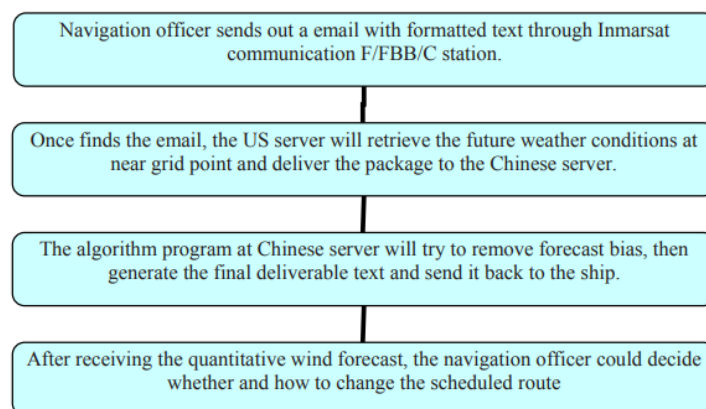 Navigation officer sends out a email with formatted text through Inmarsat
communication F/FBB/C station.
Once finds the email, the US server will retrieve the future weather conditions at
near grid point and deliver the package to the Chinese server.
The algorithm program at Chinese server will try to remove forecast bias, then
generate the final deliverable text and send it back to the ship.
After receiving the quantitative wind forecast, the navigation officer could decide
whether and how to change the scheduled route